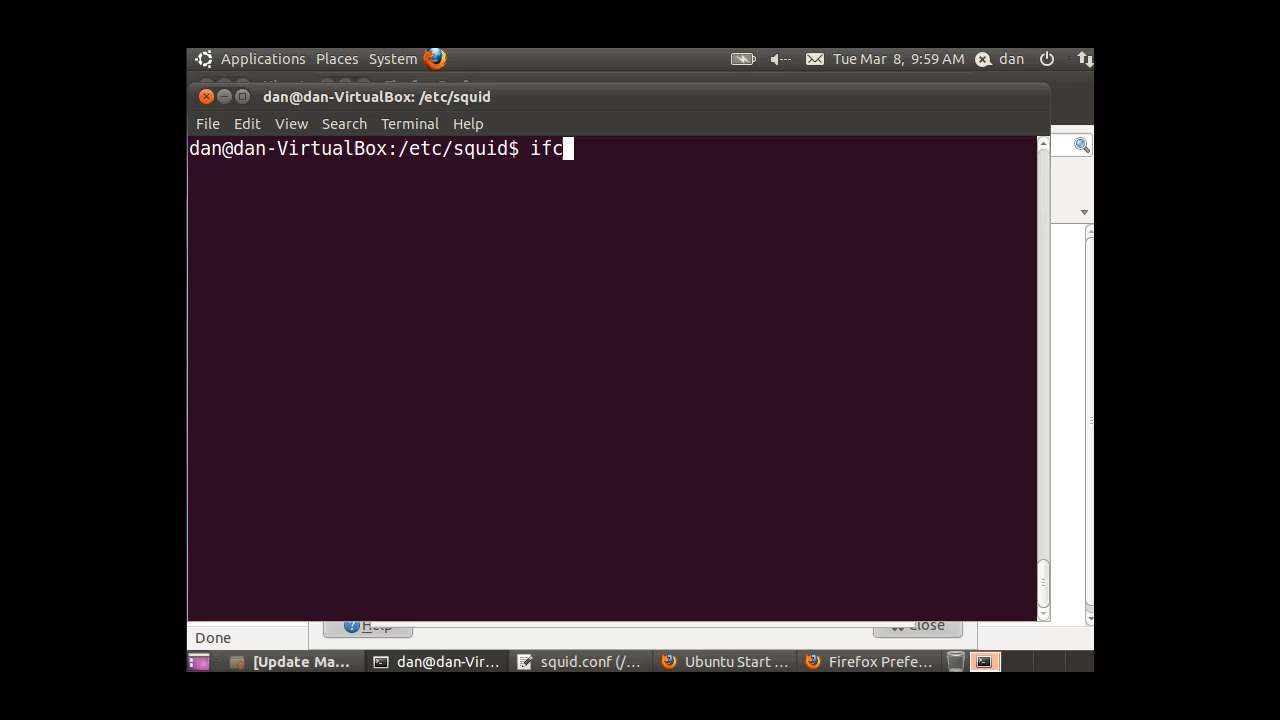 Applications Places System Tue Mar 8, 9:59 AM dan
dan@dan-VirtualBox: /etc/squid
File Edit View Search Terminal Help
dan@dan-VirtualBox:/etc/squid$ ifc
Help Close
Done
[Update Ma... dan@dan-Vir... squid.conf (/... Ubuntu Start ... Firefox Prefe...